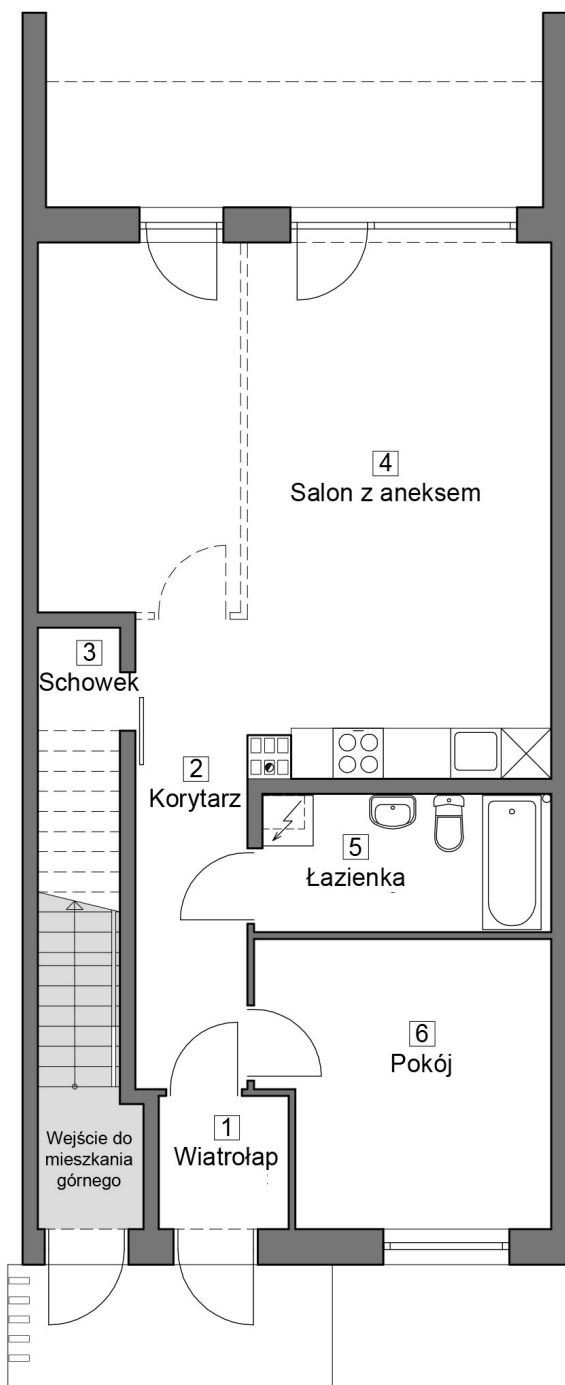 4
Salon z aneksem
3
Schowek
2
Korytarz
5
Łazienka
6
Pokój
1
Wiatrołap
Wejście do
mieszkania
górnego